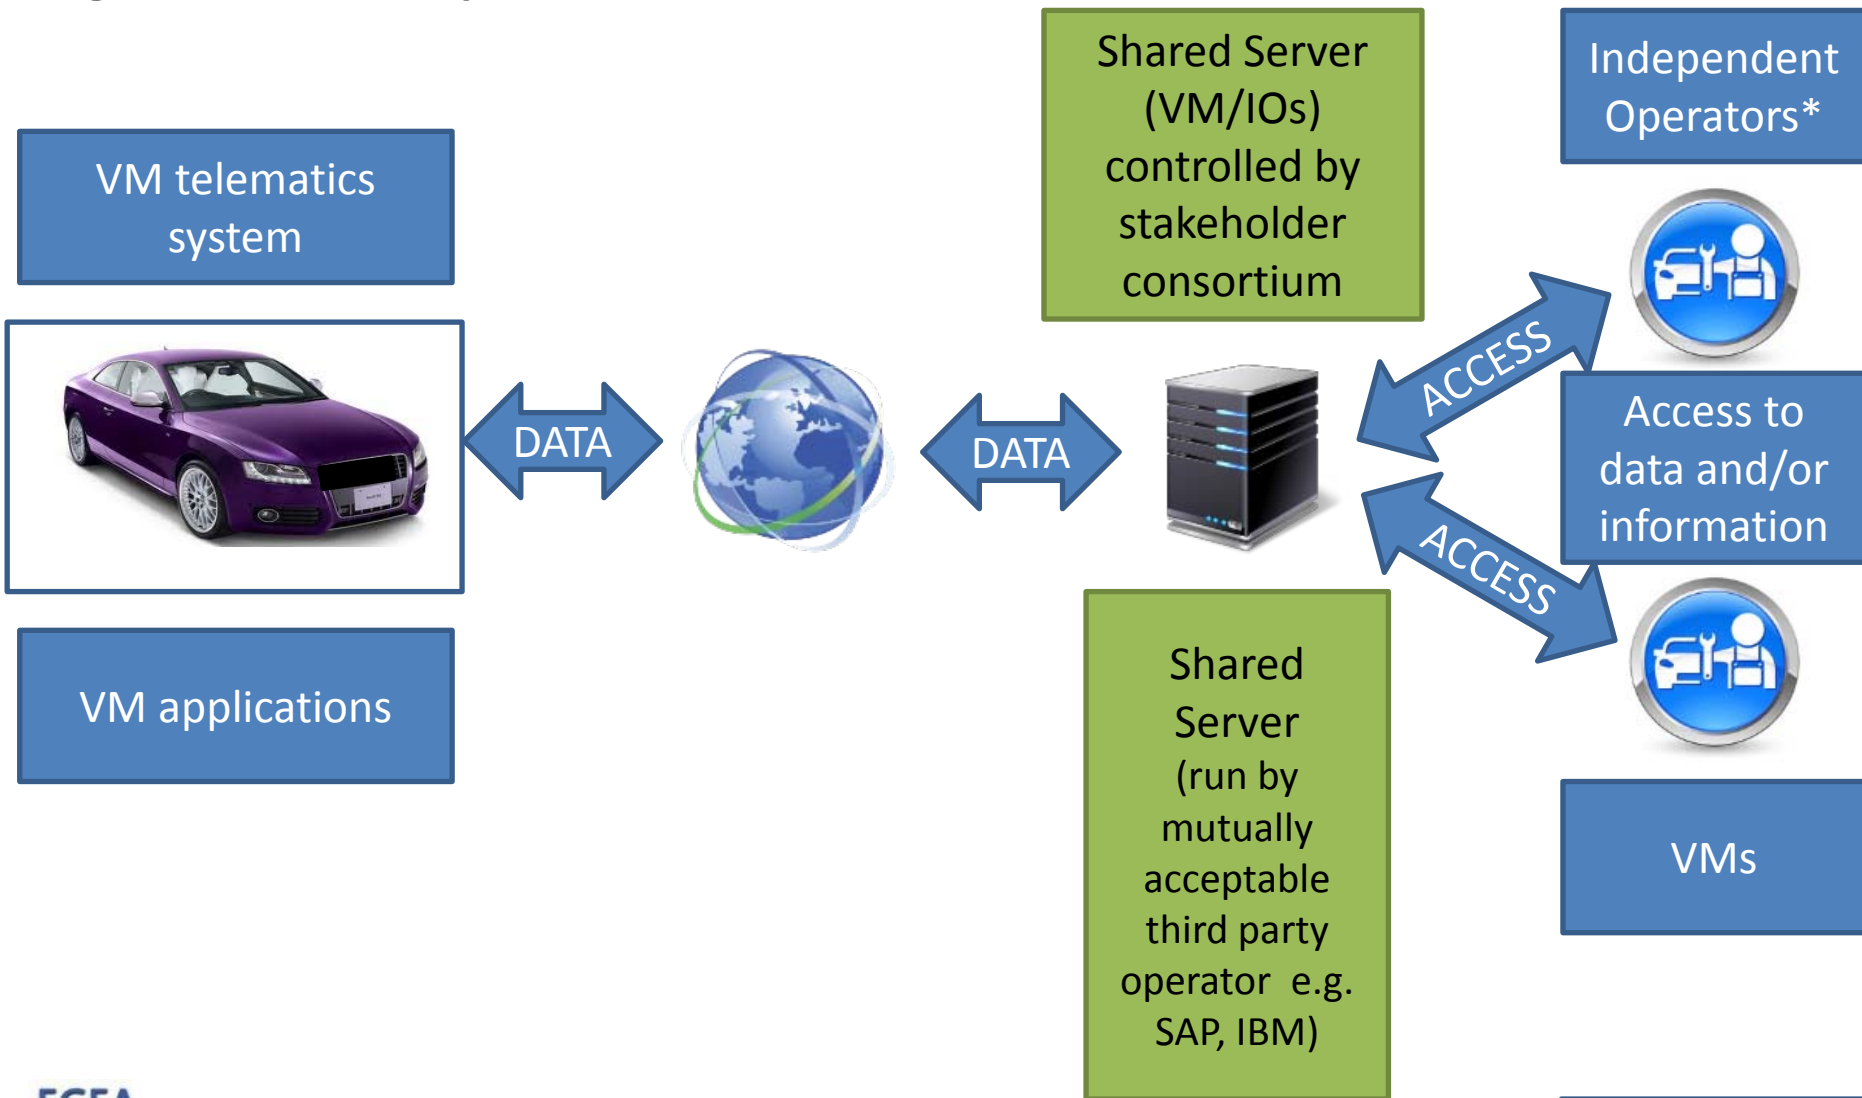 VM telematics
system
VM applications
DATA
DATA
Shared Server
(VM/IOs)
controlled by
stakeholder
consortium
Shared
Server
(run by
mutually
acceptable
third party
operator e.g.
SAP, IBM)
ACCESS
ACCESS
Independent
Operators*
Access to
data and/or
information
VMs